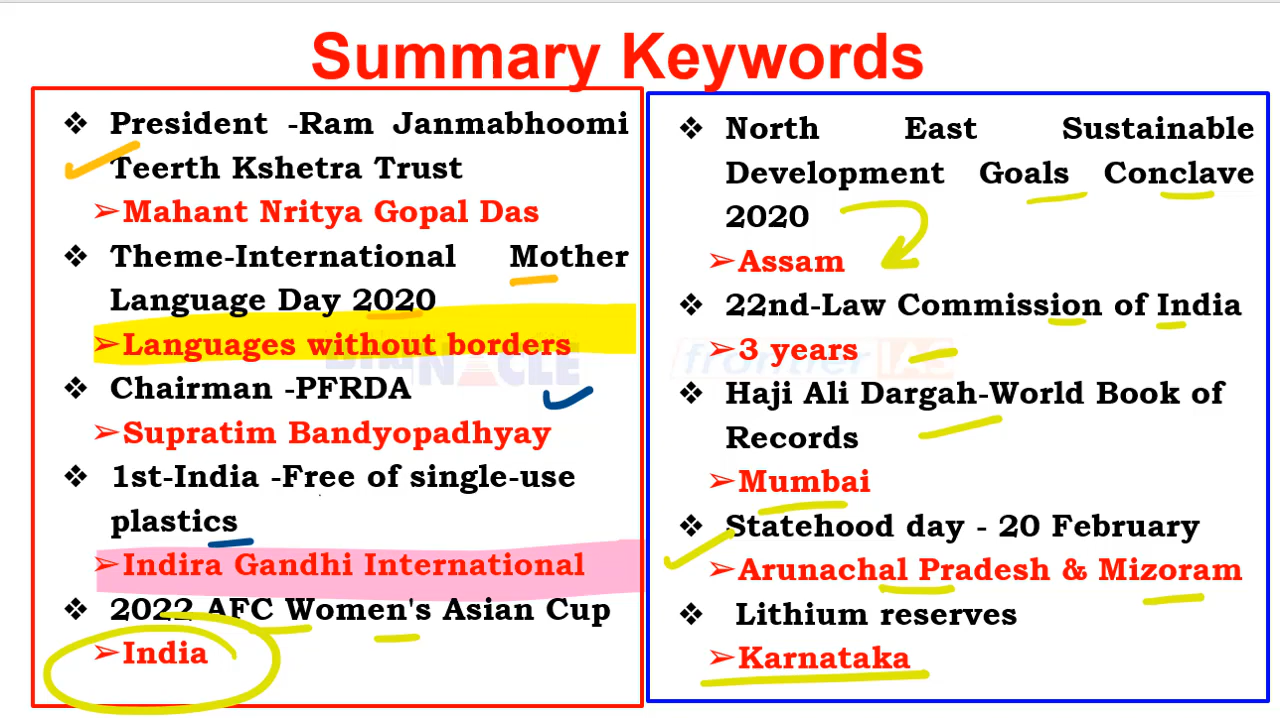 Summary Keywords
❖ President -Ram Janmabhoomi
Teerth Kshetra Trust
➢Mahant Nritya Gopal Das
❖ Theme-International Mother
Language Day 2020
➢Languages without borders
❖ Chairman -PFRDA
➢Supratim Bandyopadhyay
❖ 1st-India -Free of single-use
plastics
➢Indira Gandhi International
❖ 2022 AFC Women's Asian Cup
➢India
❖ North East Sustainable
Development Goals Conclave
2020
➢Assam
❖ 22nd-Law Commission of India
➢3 years
❖ Haji Ali Dargah-World Book of
Records
➢Mumbai
❖ Statehood day - 20 February
➢Arunachal Pradesh & Mizoram
❖ Lithium reserves
➢Karnataka
frontier IAS